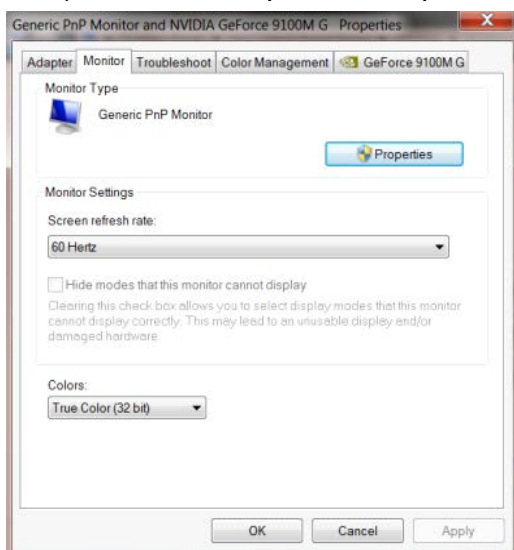 Generic PnP Monitor and NVIDIA GeForce 9100M G Properties
Adapter Monitor Troubleshoot Color Management GeForce 9100M G
Monitor Type
Generic PnP Monitor
Properties
Monitor Settings
Screen refresh rate:
60 Hertz
Hide modes that this monitor cannot display
Clearing this check box allows you to select display modes that this monitor
cannot display correctly. This may lead to an unusable display and/or
damaged hardware.
Colors:
True Color (32 bit)
OK Cancel Apply